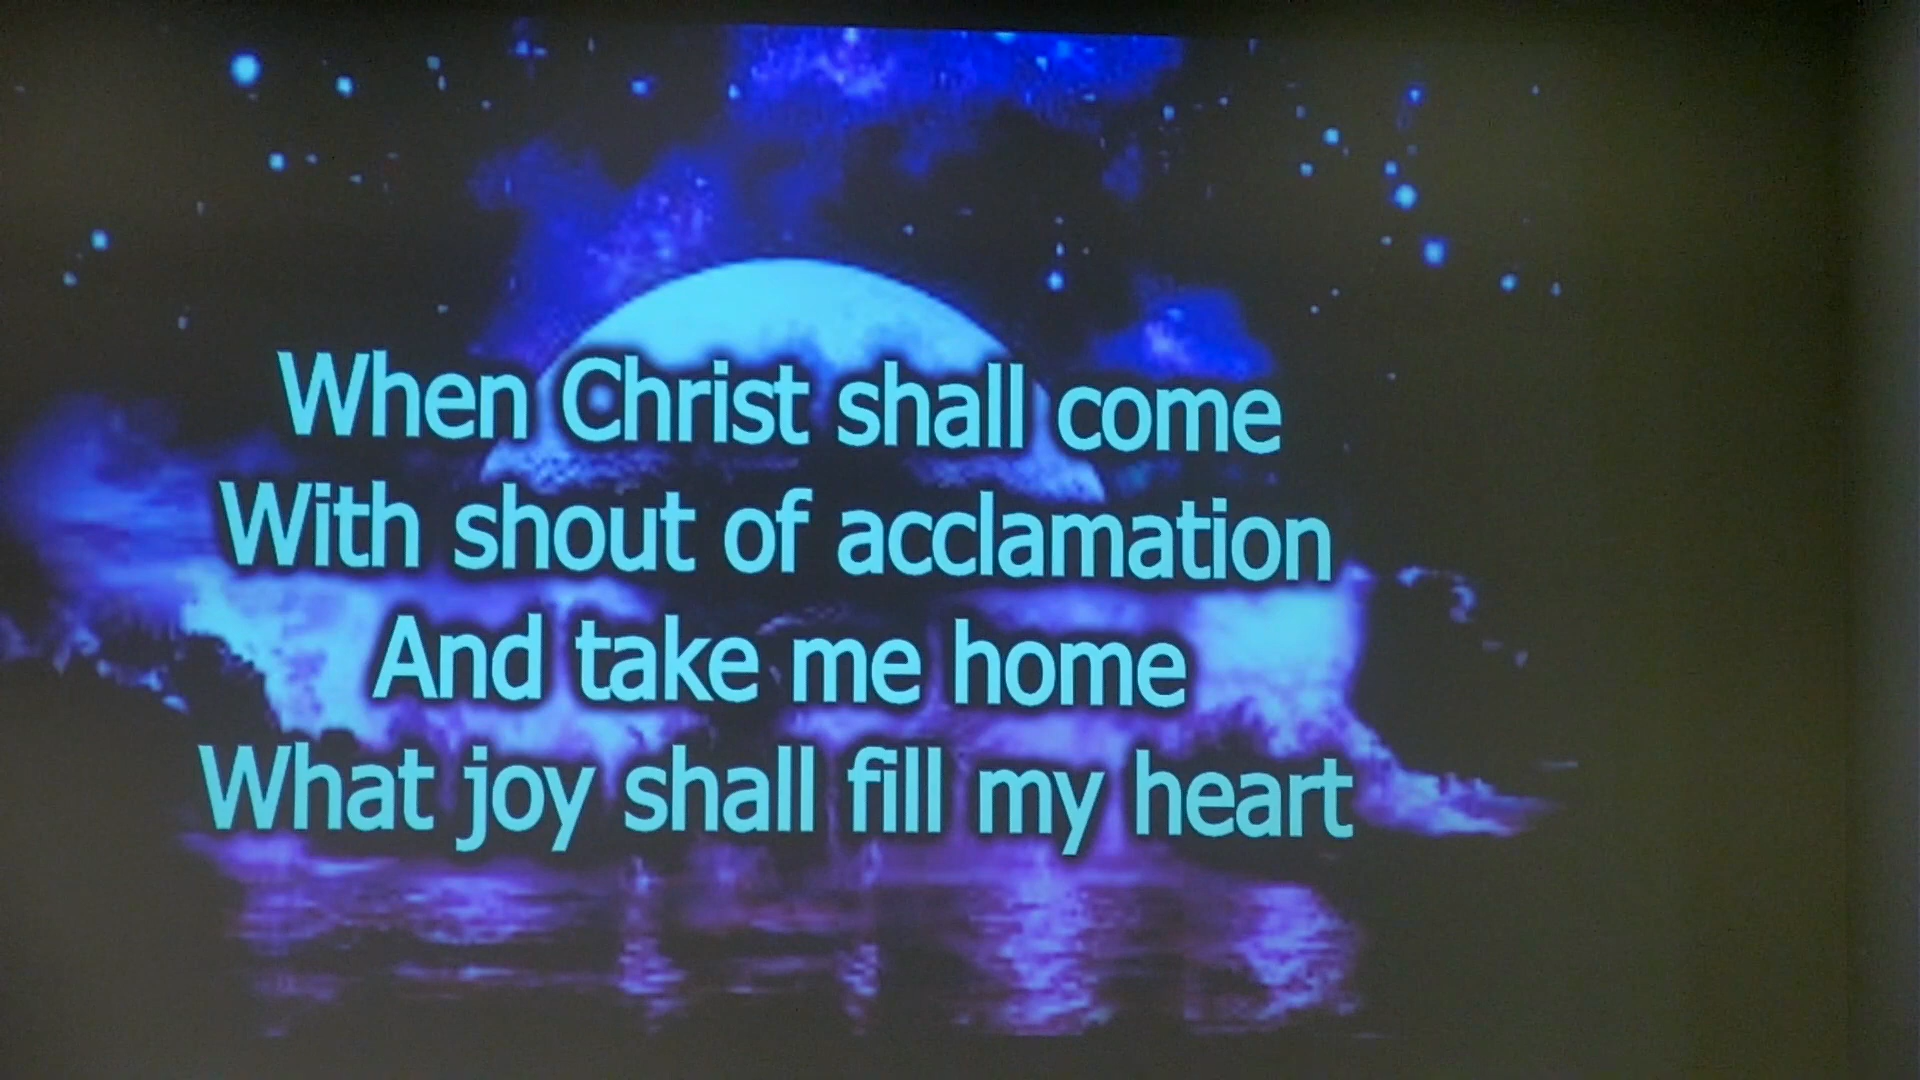 When Christ shall come
With shout of acclamation
And take me home
What joy shall fill my heart